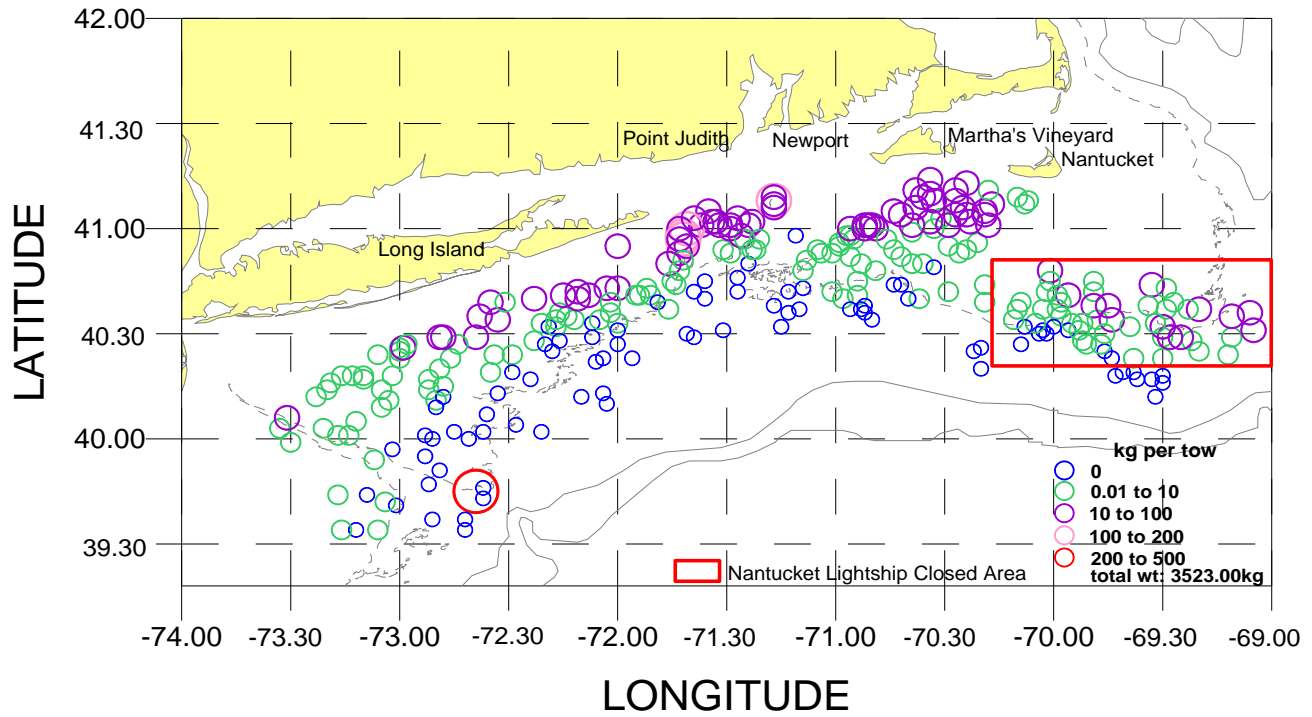 42.00
41.30
41.00
40.30
40.00
39.30
LATITUDE
Point Judith
Newport
Martha's Vineyard
Nantucket
Long Island
kg per tow
0
0.01 to 10
10 to 100
100 to 200
200 to 500
total wt: 3523.00kg
Nantucket Lightship Closed Area
-74.00 -73.30 -73.00 -72.30 -72.00 -71.30 -71.00 -70.30 -70.00 -69.30 -69.00
LONGITUDE